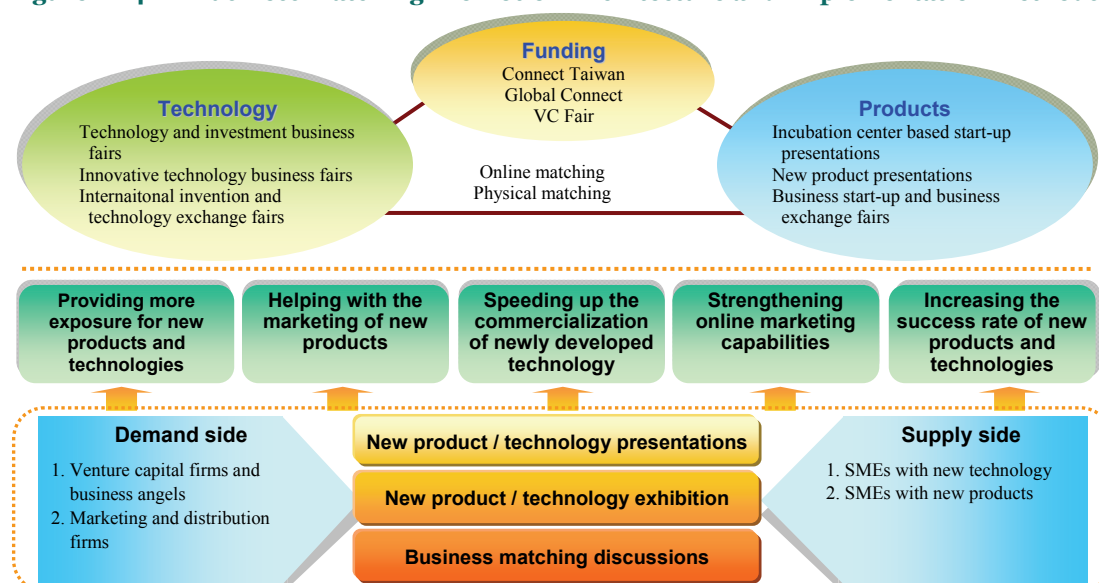 Funding
Connect Taiwan
Global Connect
VC Fair
Technology
Technology and investment business
fairs
Innovative technology business fairs
Internaitonal invention and
technology exchange fairs
Products
Incubation center based start-up
presentations
New product presentations
Business start-up and business
exchange fairs
Online matching
Physical matching
Providing more
exposure for new
products and
technologies
Helping with the
marketing of new
products
Speeding up the
commercialization
of newly developed
technology
Strengthening
online marketing
capabilities
Increasing the
success rate of new
products and
technologies
Demand side
1. Venture capital firms and
business angels
2. Marketing and distribution
firms
New product / technology presentations
New product / technology exhibition
Business matching discussions
Supply side
1. SMEs with new technology
2. SMEs with new products